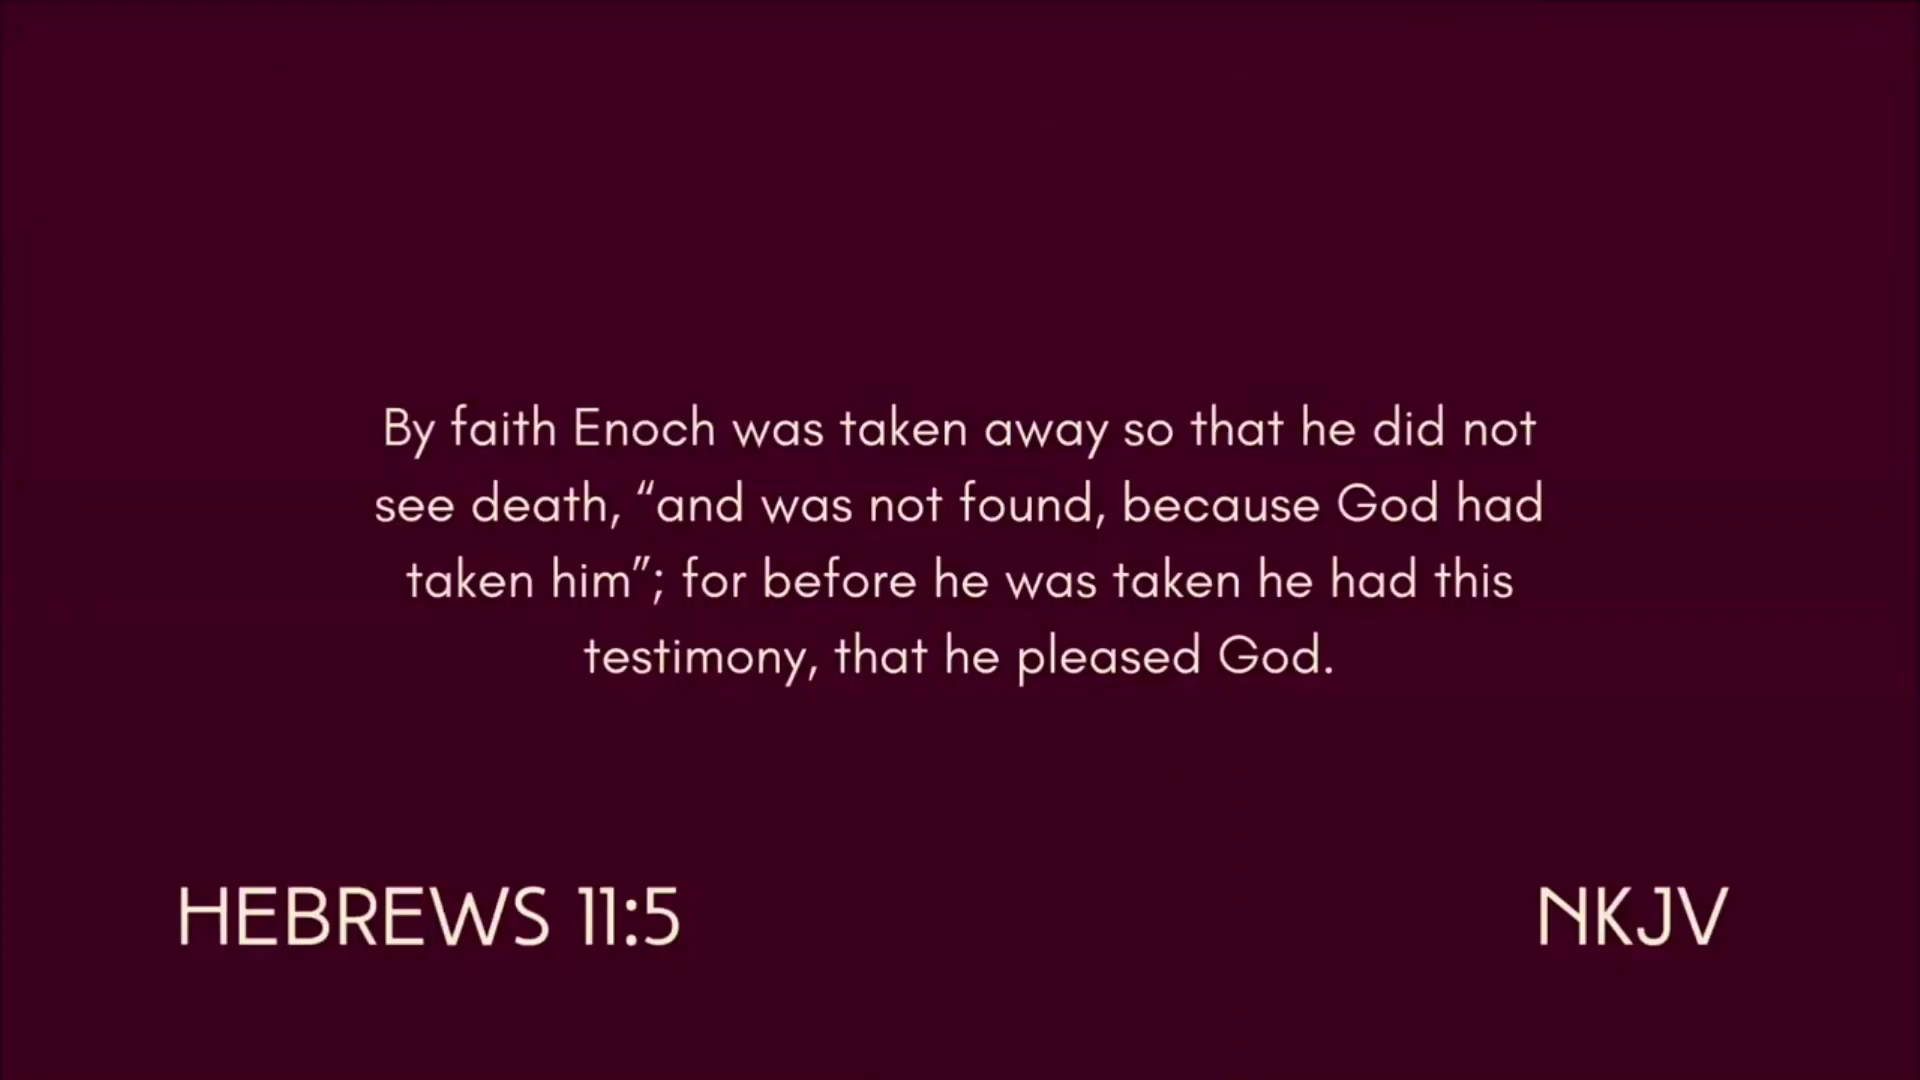 By faith Enoch was taken away so that he did not
see death, “and was not found, because God had
taken him”; for before he was taken he had this
testimony, that he pleased God.
HEBREWS 11:5
NKJV